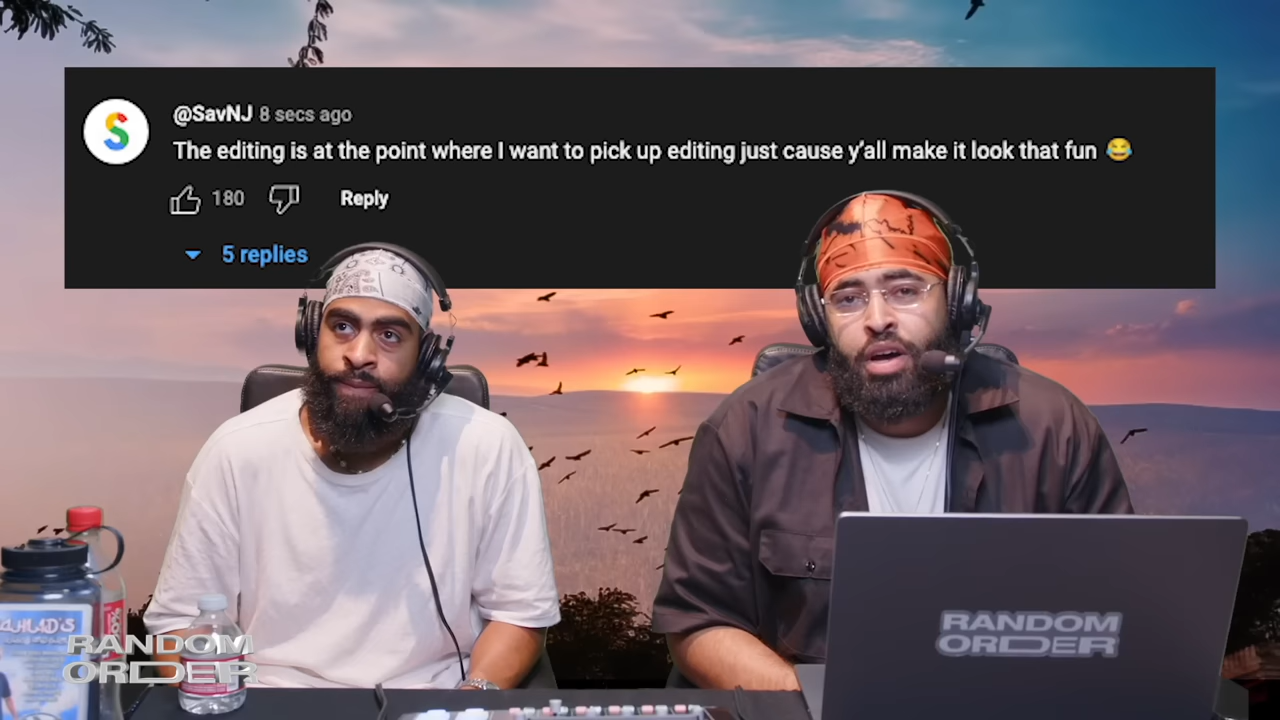 @SavNJ 8 secs ago
The editing is at the point where I want to pick up editing just cause y'all make it look that fun 😂
180 Reply
5 replies
RANDOM
ORDER
RANDOM
ORDER